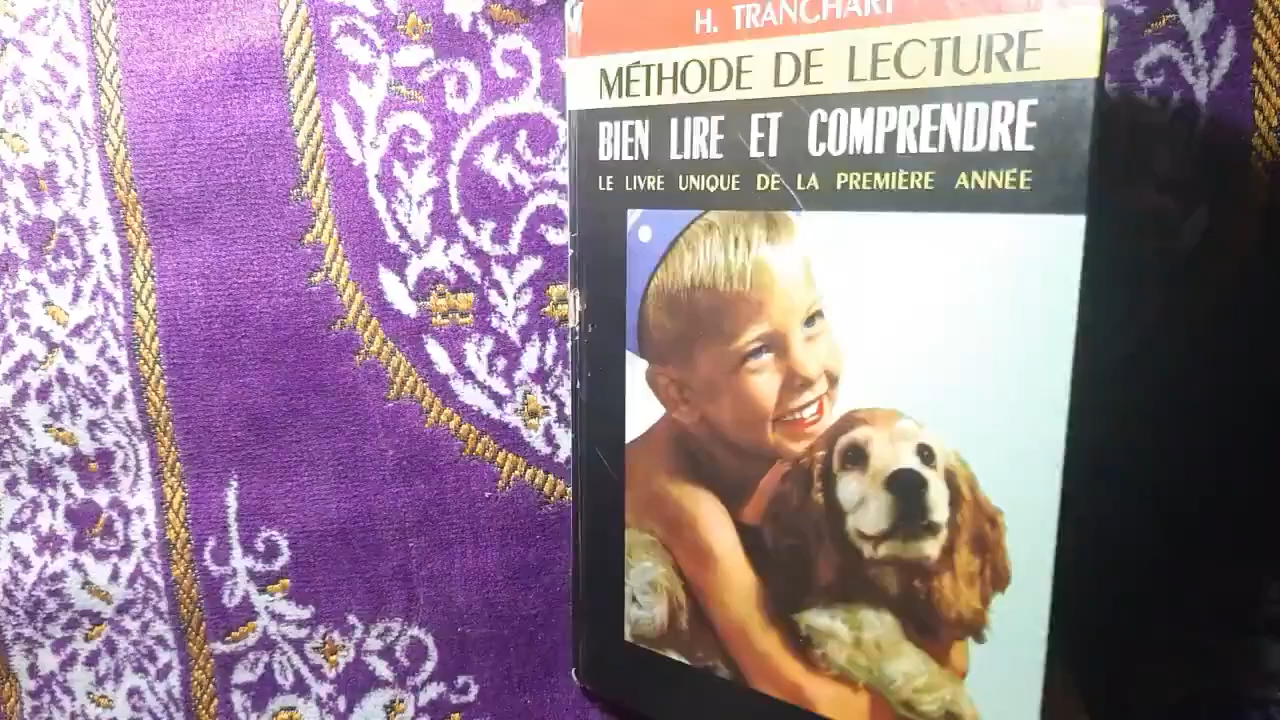 H. TRANCHART
MÉTHODE DE LECTURE
BIEN LIRE ET COMPRENDRE
LE LIVRE UNIQUE DE LA PREMIÈRE ANNÉE